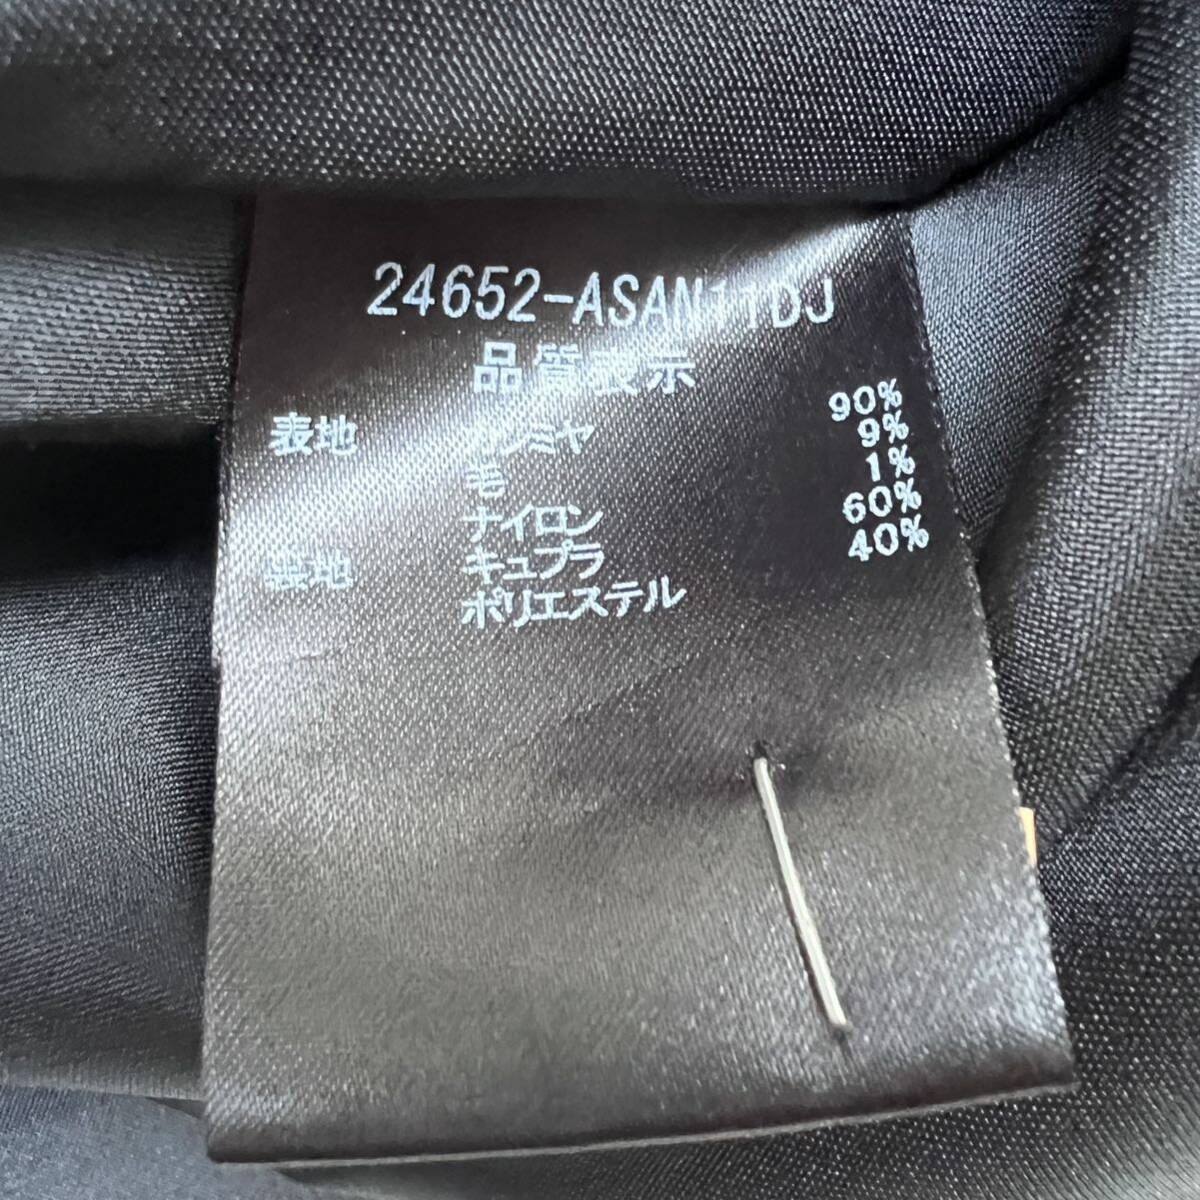 24652-ASAN11DJ
品質表示
表地 カシミヤ 90%
毛 9%
ナイロン 1%
裏地 キュプラ 60%
ポリエステル 40%